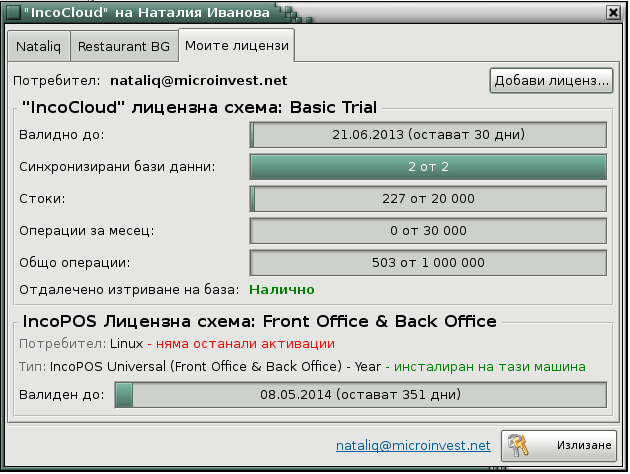 "IncoCloud" на Наталия Иванова
Nataliq Restaurant BG Моите лицензи
Потребител: nataliq@microinvest.net Добави лиценз...
"IncoCloud" лицензна схема: Basic Trial
Валидно до: 21.06.2013 (остават 30 дни)
Синхронизирани бази данни: 2 от 2
Стоки: 227 от 20 000
Операции за месец: 0 от 30 000
Общо операции: 503 от 1 000 000
Отдалечено изтриване на база: Налично
IncoPOS Лицензна схема: Front Office & Back Office
Потребител: Linux - няма останали активации
Тип: IncoPOS Universal (Front Office & Back Office) - Year - инсталиран на тази машина
Валиден до: 08.05.2014 (остават 351 дни)
nataliq@microinvest.net Излизане